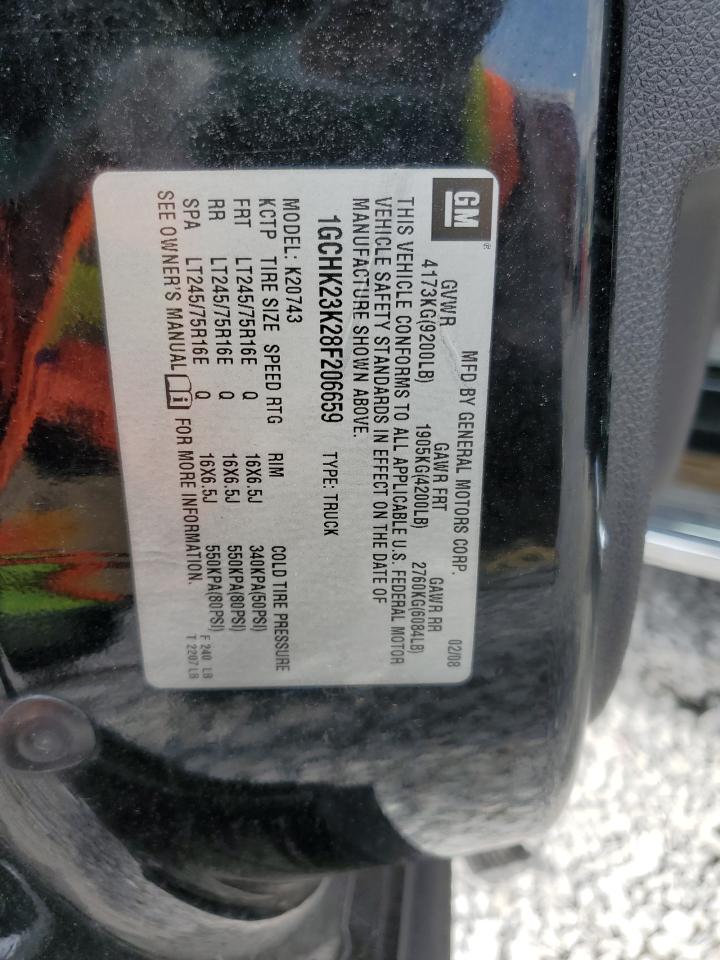 GM ®
MFD BY GENERAL MOTORS CORP. 02/08
GVWR GAWR FRT GAWR RR
4173KG(9200LB) 1905KG(4200LB) 2760KG(6084LB)
THIS VEHICLE CONFORMS TO ALL APPLICABLE U.S. FEDERAL MOTOR
VEHICLE SAFETY STANDARDS IN EFFECT ON THE DATE OF
MANUFACTURE SHOWN ABOVE.
1GCHK23K28F206659 TYPE: TRUCK
MODEL: K20743
KCTP TIRE SIZE SPEED RTG RIM COLD TIRE PRESSURE
FRT LT245/75R16E Q 16X6.5J 340KPA(50PSI)
RR LT245/75R16E Q 16X6.5J 550KPA(80PSI)
SPA LT245/75R16E Q 16X6.5J 550KPA(80PSI)
SEE OWNER'S MANUAL i FOR MORE INFORMATION.
F 240 LB
T 2207 LB